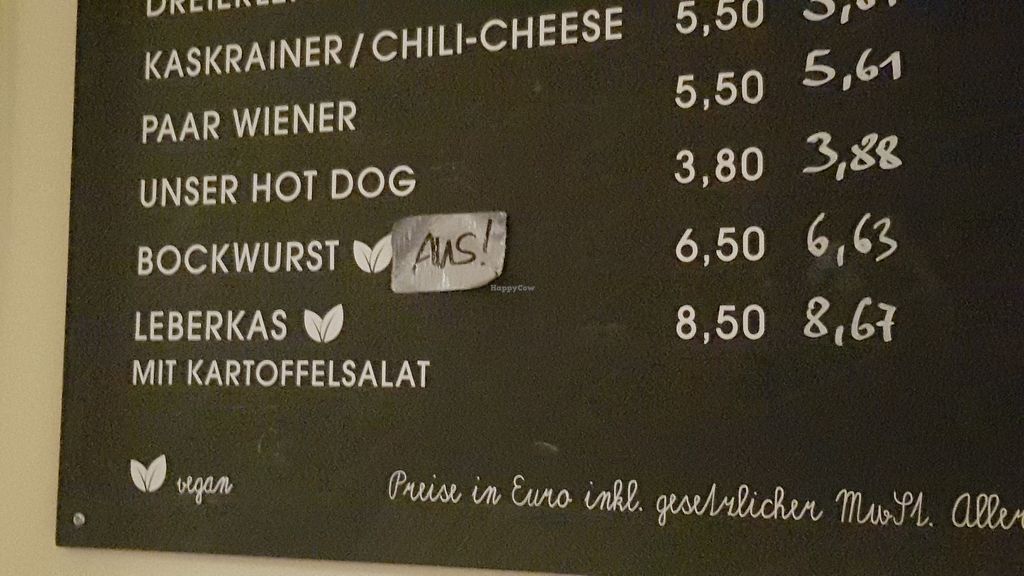 KASKRAINER / CHILI-CHEESE 5,50
PAAR WIENER 5,50 5,61
UNSER HOT DOG 3,80 3,88
BOCKWURST AUS! 6,50 6,63
LEBERKAS 8,50 8,67
MIT KARTOFFELSALAT
vegan
Preise in Euro inkl. gesetzlicher MwSt. Aller
HappyCow